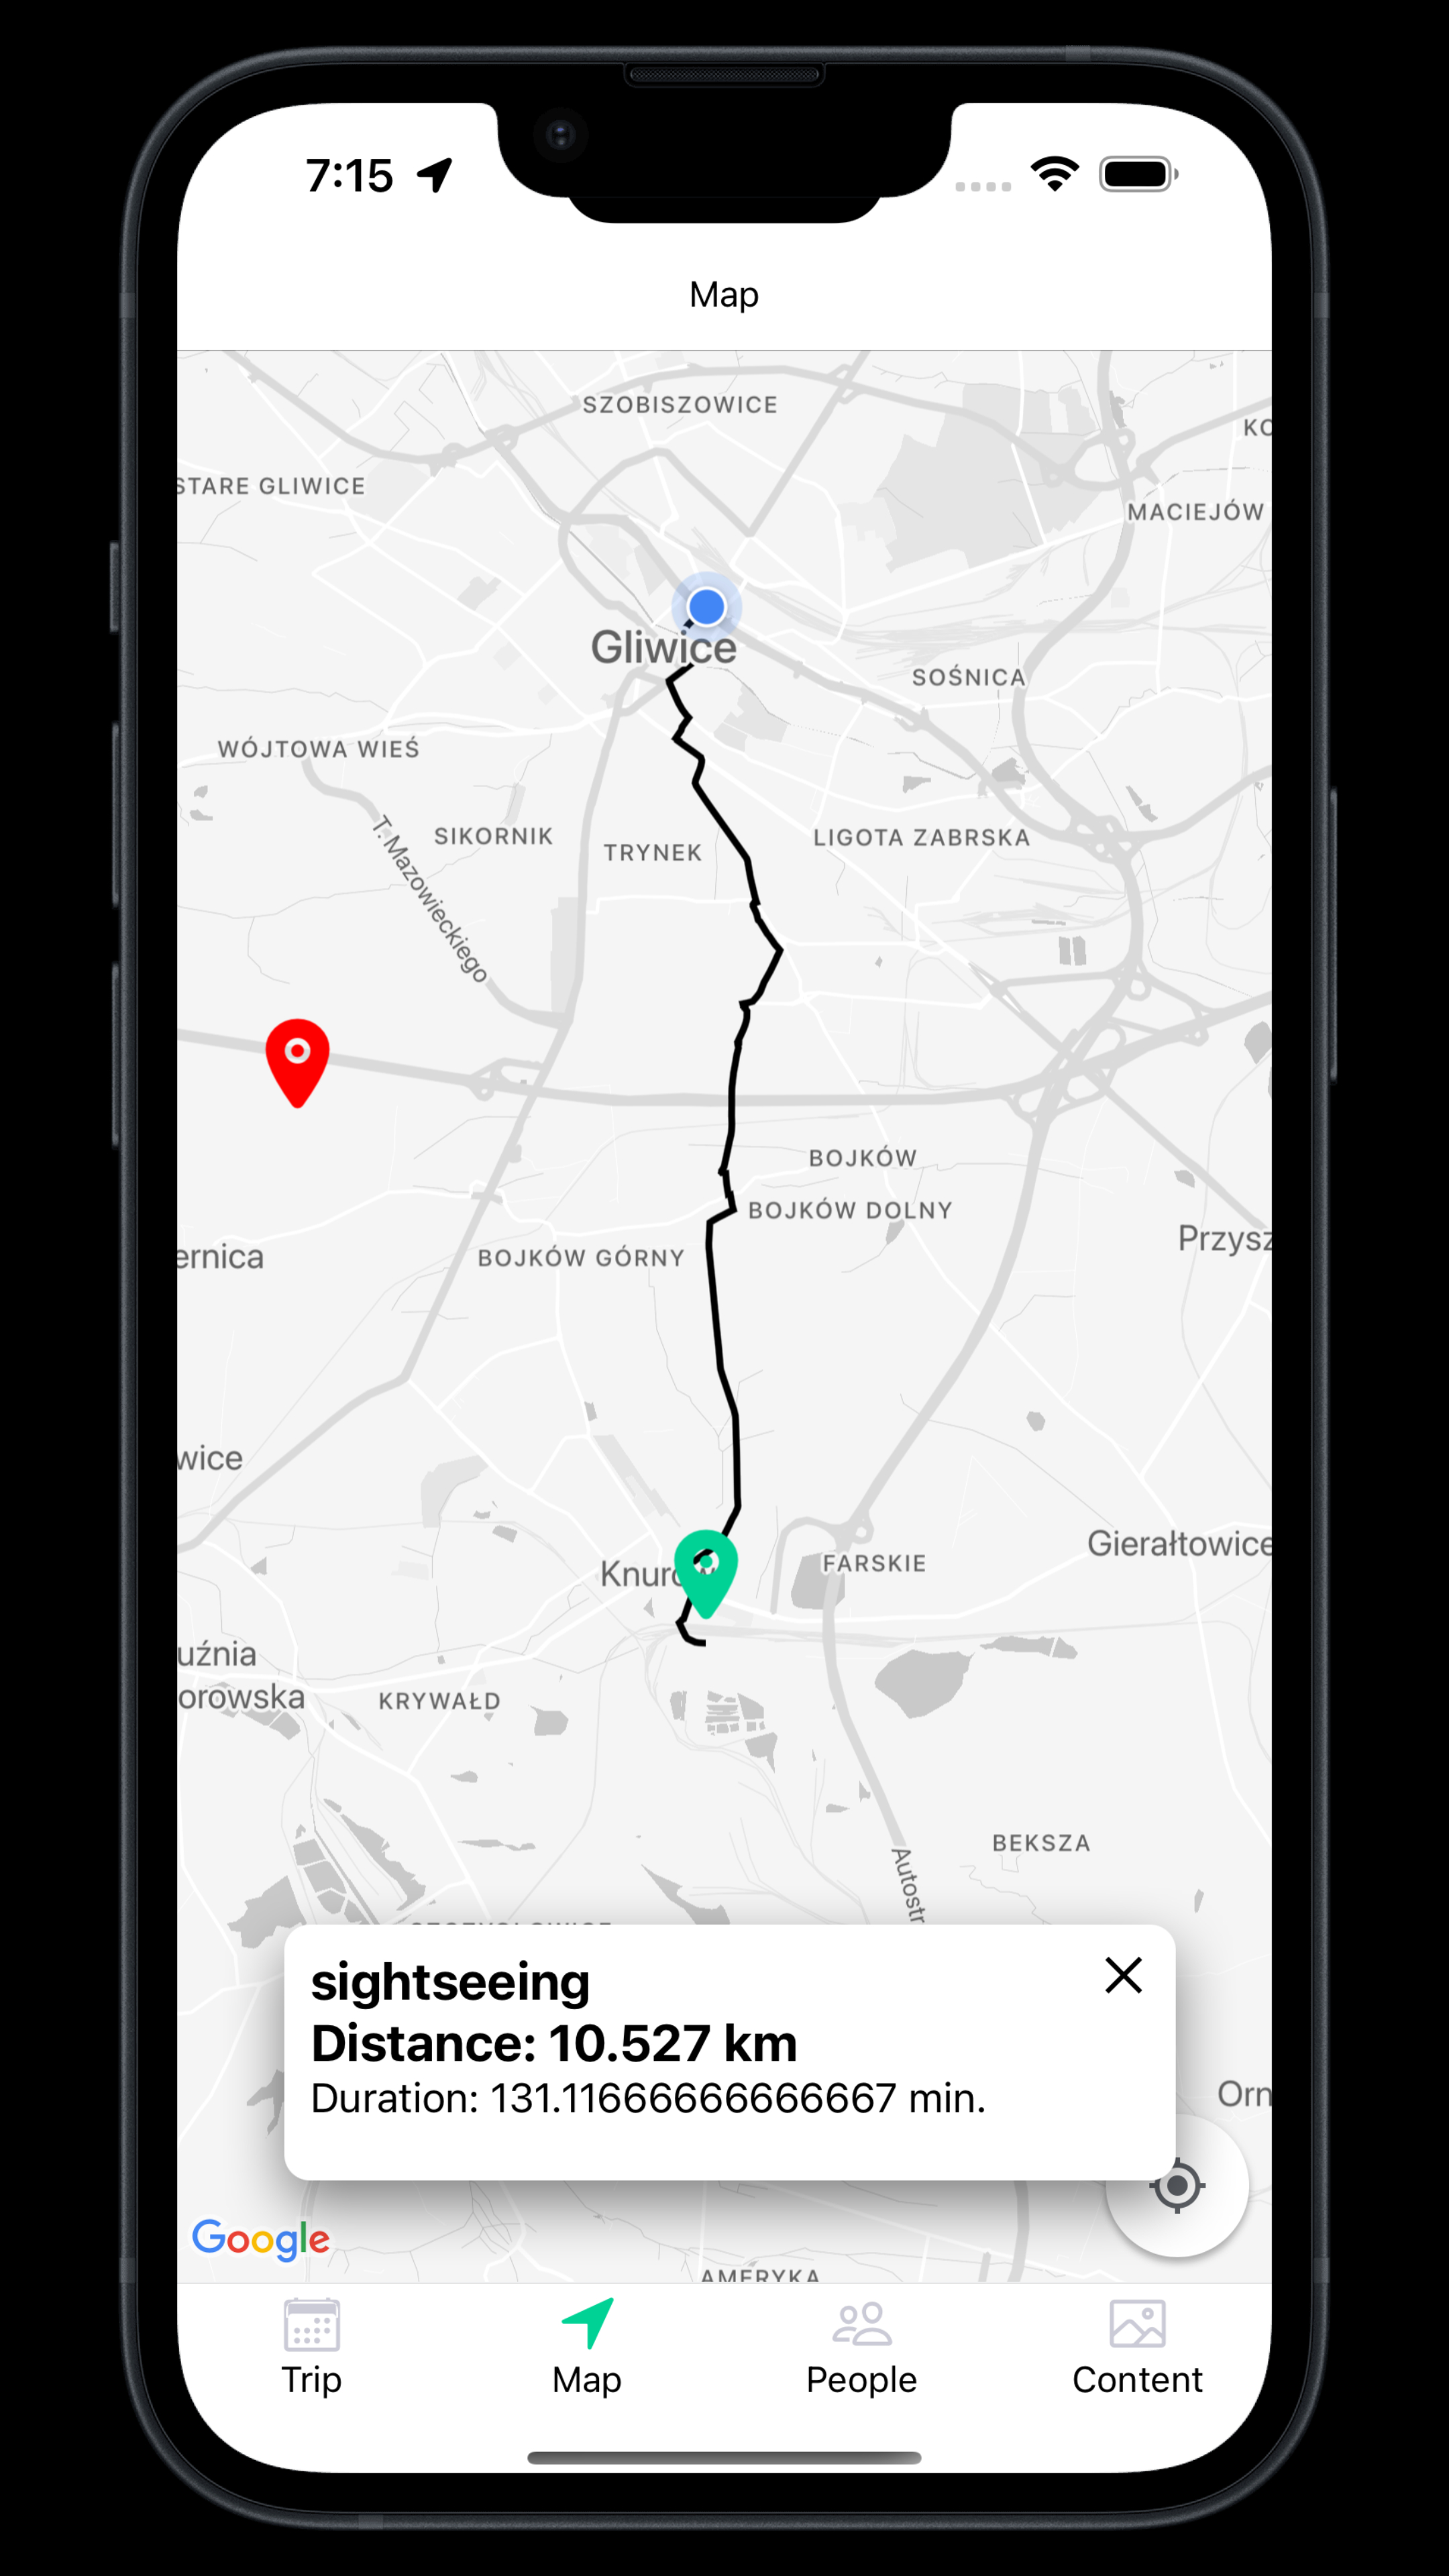 7:15
Map
SZOBISZOWICE
KO
STARE GLIWICE
MACIEJÓW
Gliwice
SOŚNICA
WÓJTOWA WIEŚ
SIKORNIK
TRYNEK
LIGOTA ZABRSKA
T. Mazowieckiego
BOJKÓW
BOJKÓW DOLNY
Przysz
ernica
BOJKÓW GÓRNY
wice
Gierałtowice
Knuró
FARSKIE
uźnia
orowska
KRYWAŁD
BEKSZA
Autostr
sightseeing
Distance: 10.527 km
Duration: 131.11666666666667 min.
Orn
Google
AMERYKA
Trip
Map
People
Content